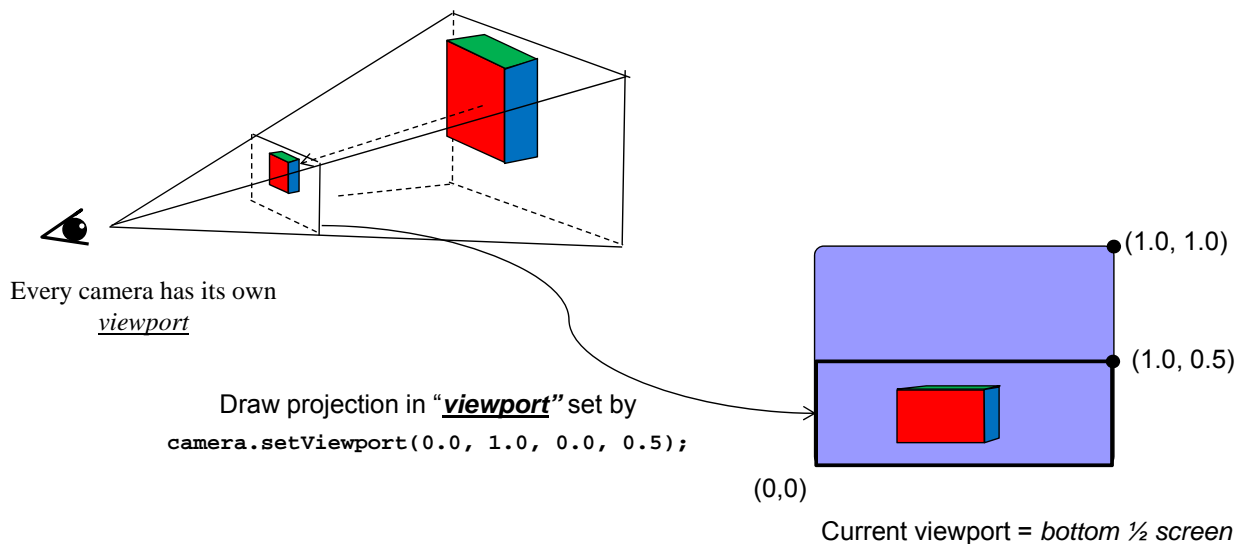 (1.0, 1.0)
Every camera has its own
viewport
(1.0, 0.5)
Draw projection in “viewport” set by
camera.setViewport(0.0, 1.0, 0.0, 0.5);
(0,0)
Current viewport = bottom ½ screen